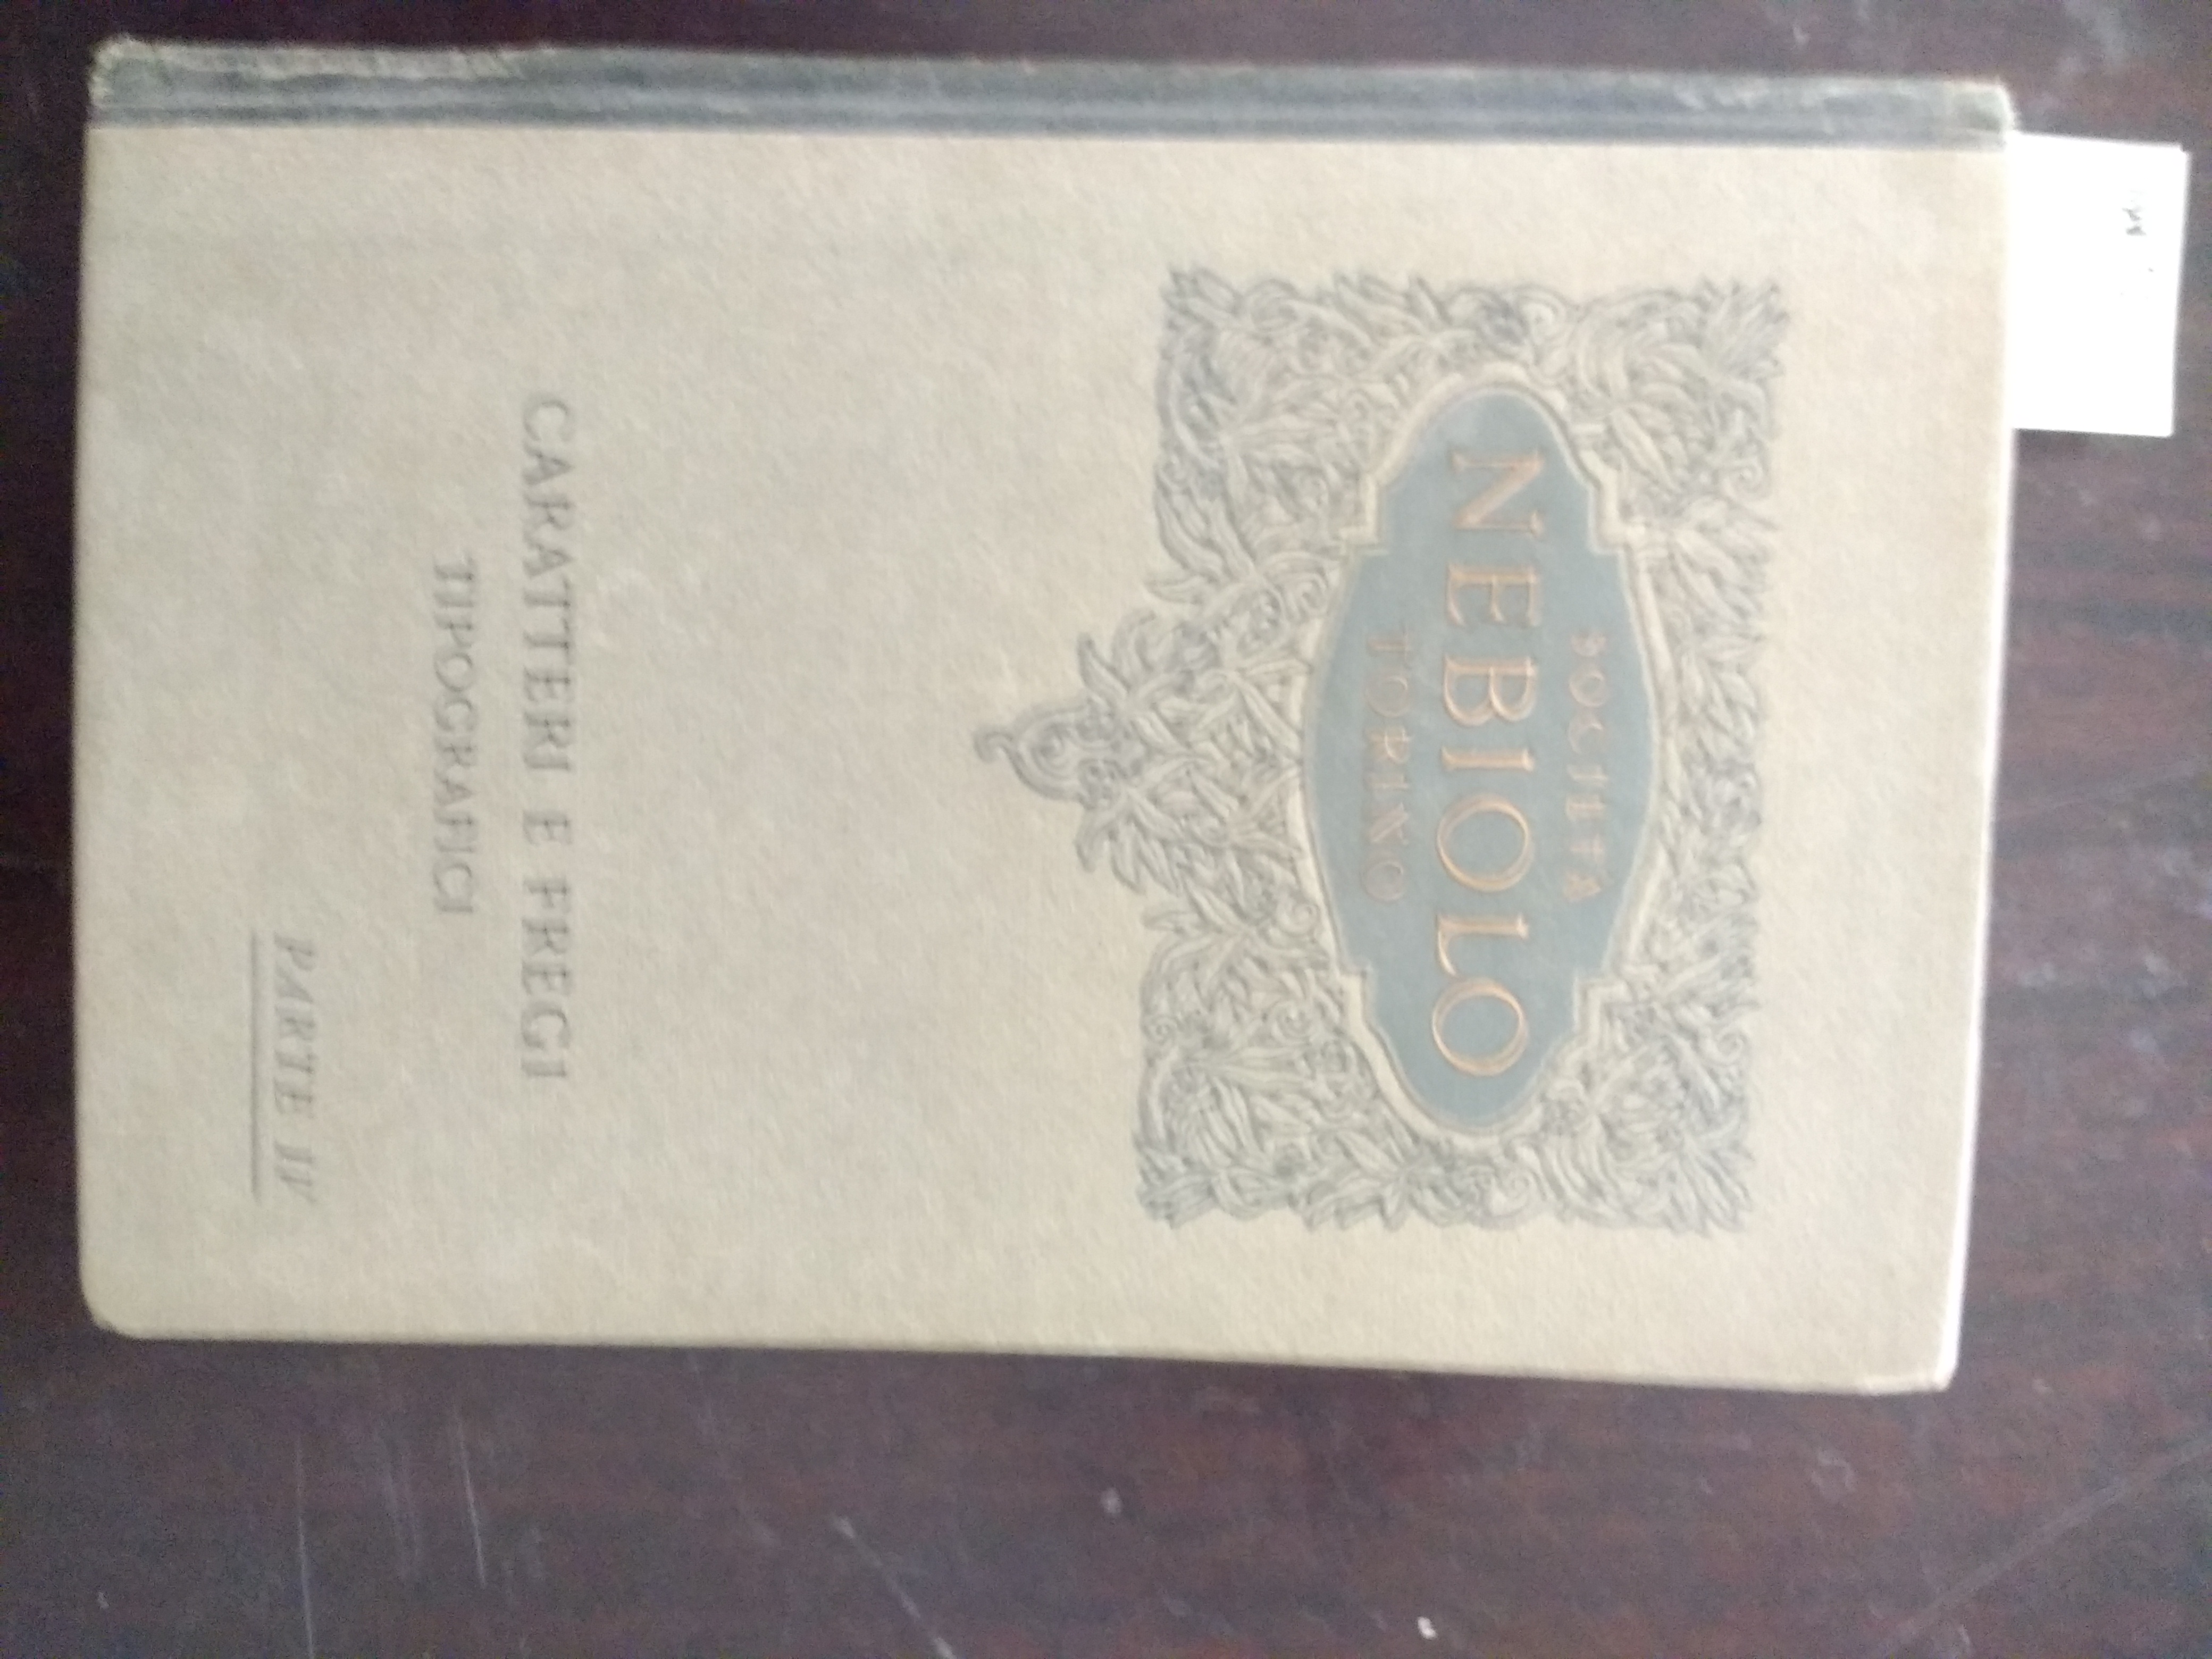 SOCIETÀ
NEBIOLO
TORINO
CARATTERI E FREGI
TIPOGRAFICI
PARTE IV